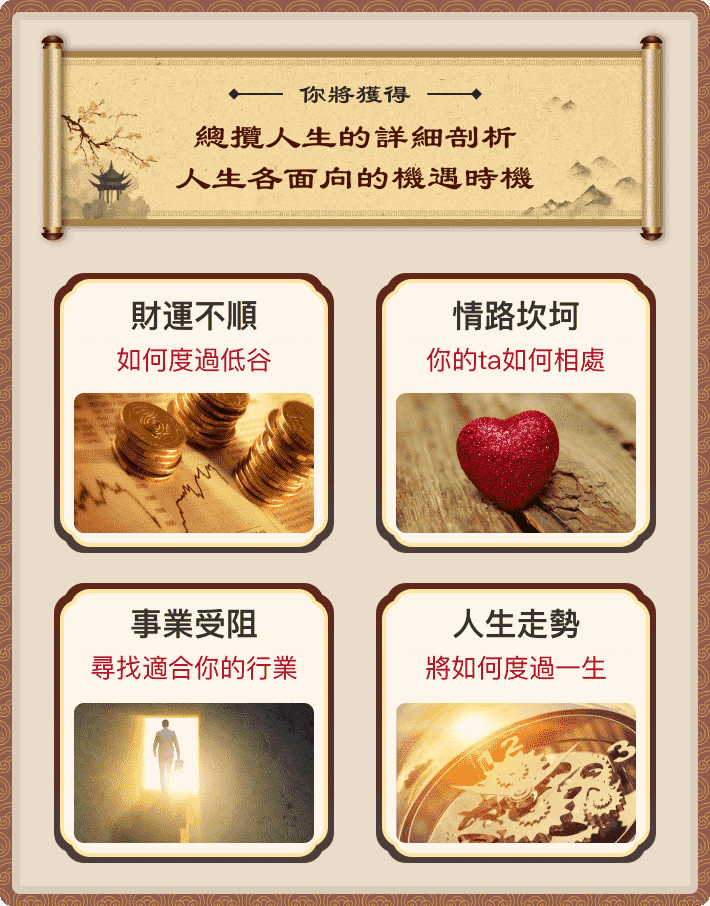 你將獲得
總攬人生的詳細剖析
人生各面向的機遇時機
財運不順
如何度過低谷
情路坎坷
你的ta如何相處
事業受阻
尋找適合你的行業
人生走勢
將如何度過一生
12
3